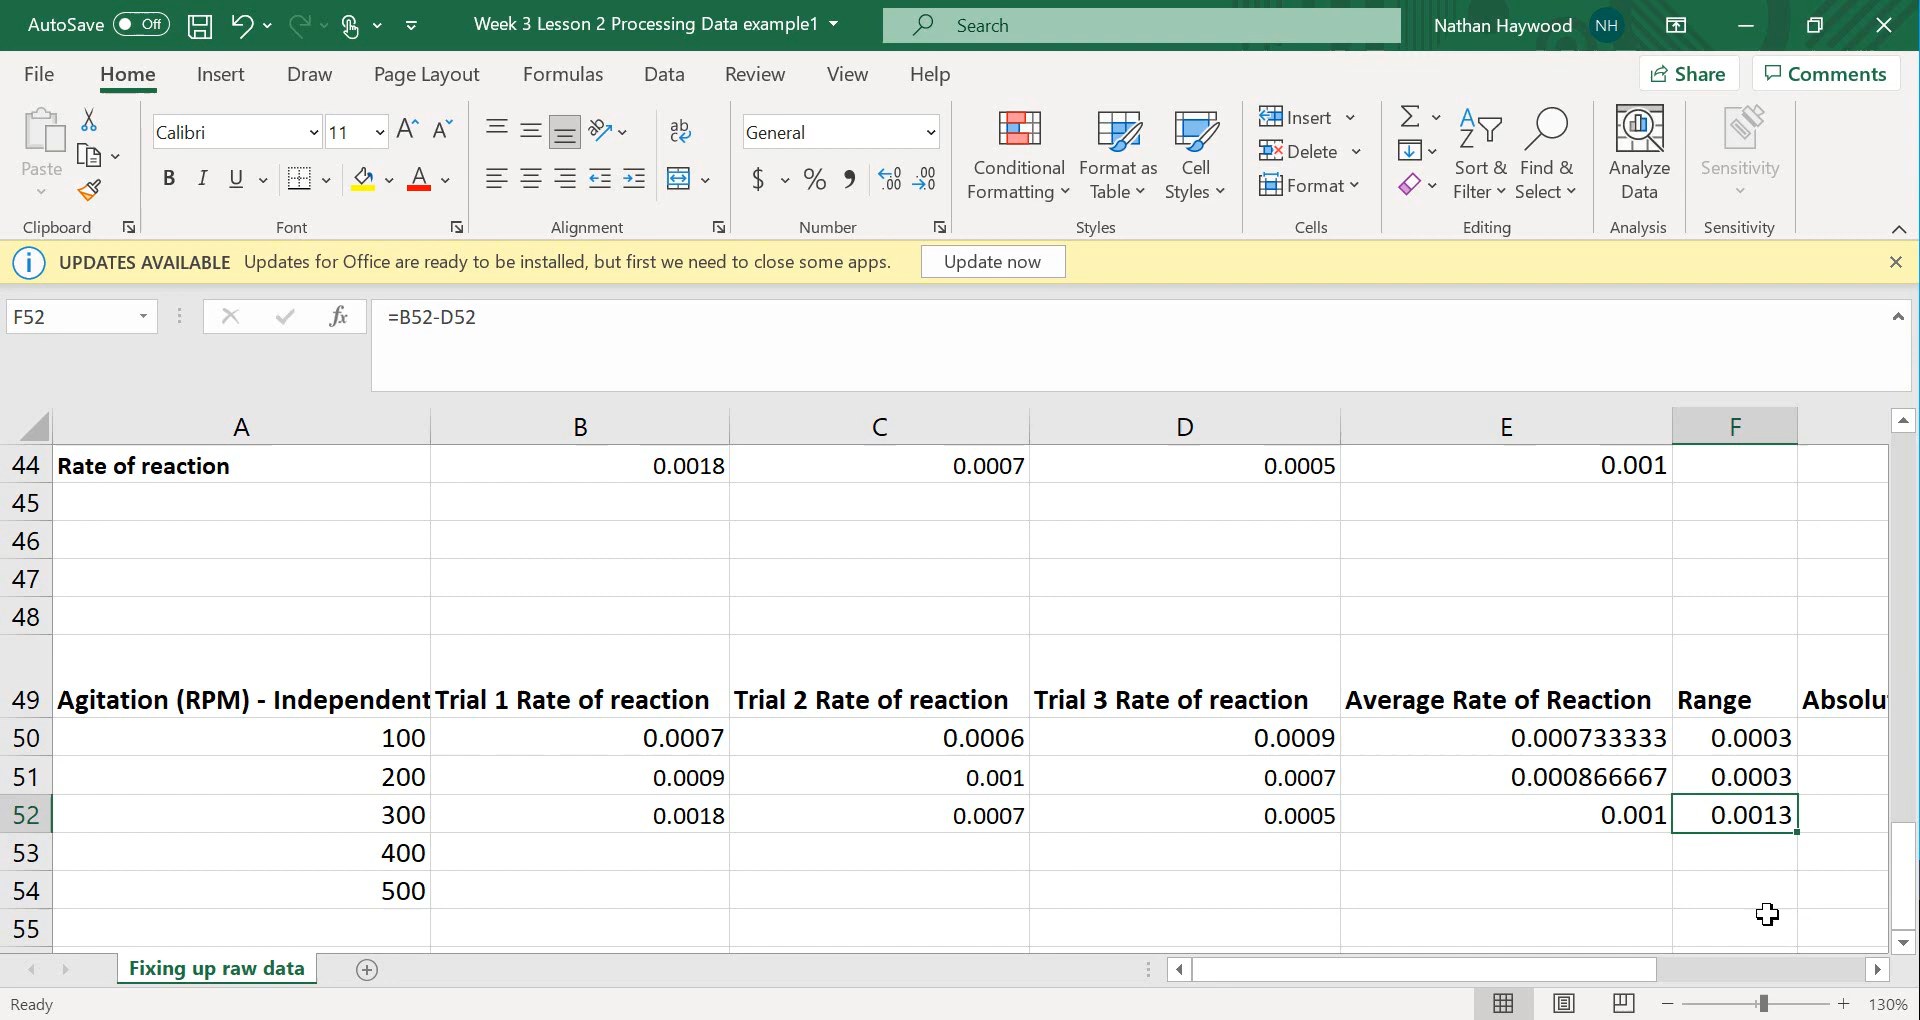 AutoSave Off Week 3 Lesson 2 Processing Data example1 Search Nathan Haywood NH
File Home Insert Draw Page Layout Formulas Data Review View Help Share Comments
Paste
Clipboard
Calibri 11
B I U A
Font
ab
Alignment
General
$ % 9 .00 .00
Number
Conditional Formatting
Format as Table
Cell Styles
Styles
Insert
Delete
Format
Cells
Sort & Filter
Find & Select
Editing
Analyze Data
Analysis
Sensitivity
Sensitivity
UPDATES AVAILABLE Updates for Office are ready to be installed, but first we need to close some apps. Update now
F52 fx =B52-D52
A B C D E F
44 Rate of reaction 0.0018 0.0007 0.0005 0.001
45
46
47
48
49 Agitation (RPM) - Independent Trial 1 Rate of reaction Trial 2 Rate of reaction Trial 3 Rate of reaction Average Rate of Reaction Range Absolu
50 100 0.0007 0.0006 0.0009 0.000733333 0.0003
51 200 0.0009 0.001 0.0007 0.000866667 0.0003
52 300 0.0018 0.0007 0.0005 0.001 0.0013
53 400
54 500
55
Fixing up raw data
Ready 130%